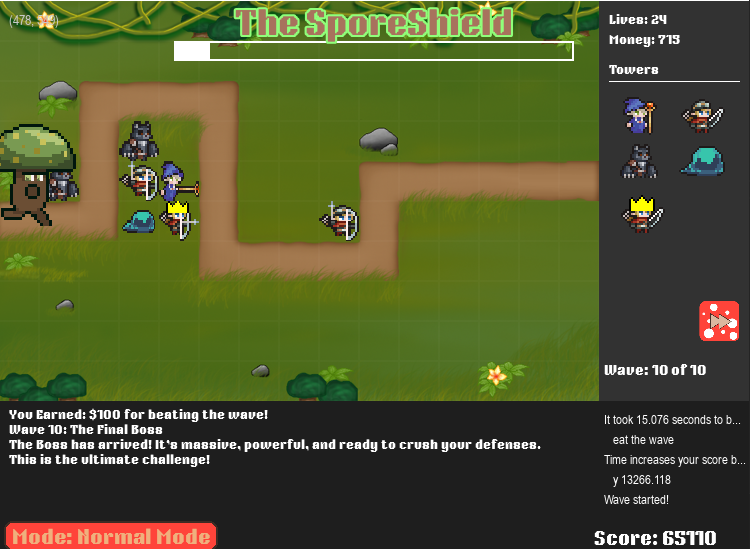 (478, 349)
The SporeShield
Lives: 24
Money: 715
Towers
Wave: 10 of 10
You Earned: $100 for beating the wave!
Wave 10: The Final Boss
The Boss has arrived! It's massive, powerful, and ready to crush your defenses.
This is the ultimate challenge!
It took 15.076 seconds to b...
eat the wave
Time increases your score b...
y 13266.118
Wave started!
Mode: Normal Mode
Score: 65110